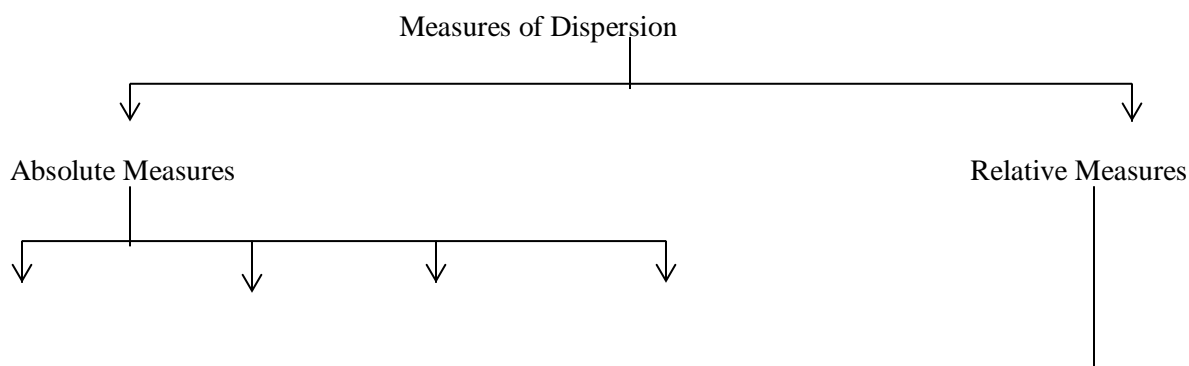 Measures of Dispersion
Absolute Measures
Relative Measures